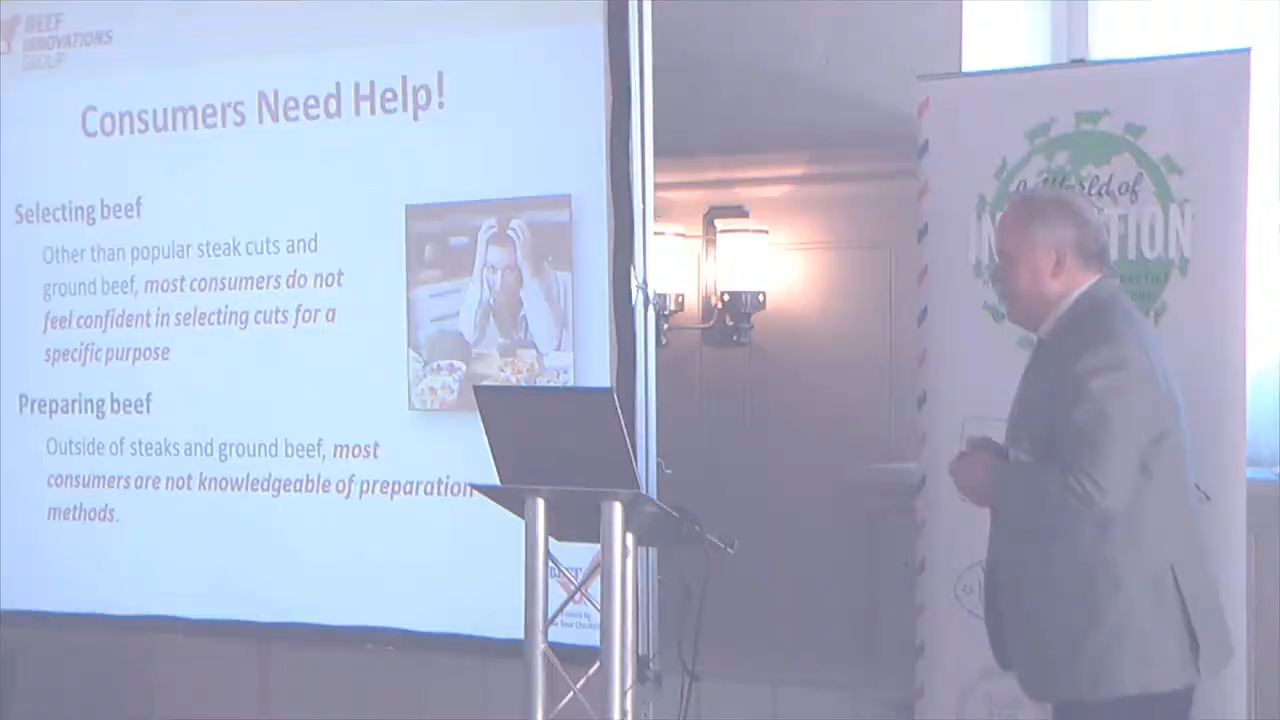 BEEF
INNOVATIONS
GROUP
Consumers Need Help!
Selecting beef
Other than popular steak cuts and
ground beef, most consumers do not
feel confident in selecting cuts for a
specific purpose
Preparing beef
Outside of steaks and ground beef, most
consumers are not knowledgeable of preparation
methods.
World of
IN TION